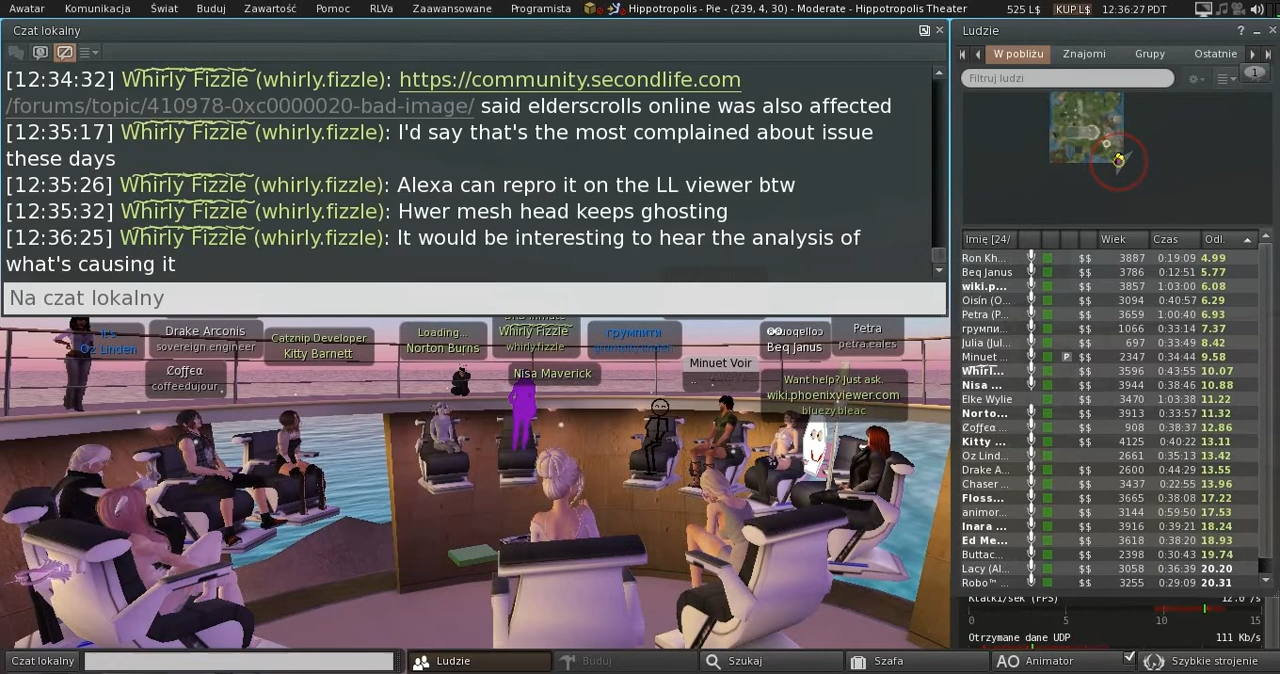 Awatar Komunikacja Świat Buduj Zawartość Pomoc RLVa Zaawansowane Programista Hippotropolis - Pie - (239, 4, 30) - Moderate - Hippotropolis Theater 525 L$ KUP L$ 12:36:27 PDT
Czat lokalny
[12:34:32] Whirly Fizzle (whirly.fizzle): https://community.secondlife.com
/forums/topic/410978-0xc0000020-bad-image/ said elderscrolls online was also affected
[12:35:17] Whirly Fizzle (whirly.fizzle): I'd say that's the most complained about issue
these days
[12:35:26] Whirly Fizzle (whirly.fizzle): Alexa can repro it on the LL viewer btw
[12:35:32] Whirly Fizzle (whirly.fizzle): Hwer mesh head keeps ghosting
[12:36:25] Whirly Fizzle (whirly.fizzle): It would be interesting to hear the analysis of
what's causing it
Na czat lokalny
Oz Linden
Drake Arconis
sovereign.engineer
Catznip Developer
Kitty Barnett
Loading...
Norton Burns
Whirly Fizzle
whirly.fizzle
грумпити
Beq Janus
Petra
petra.eales
Coffee
coffeedujour
Nisa Maverick
Minuet Voir
Want help? Just ask.
wiki.phoenixviewer.com
bluezy.bleac
Ludzie
W pobliżu Znajomi Grupy Ostatnie
Filtruj ludzi
1
Imię [24/ Wiek Czas Odl.
Ron Kh... $$ 3887 0:19:09 4.99
Beq Janus $$ 3786 0:12:51 5.77
wiki.p... $$ 3857 1:03:00 6.08
Oisín (O... $$ 3094 0:40:57 6.29
Petra (P... $$ 3659 1:00:40 6.93
грумпи... $$ 1066 0:33:14 7.37
Julia (Jul... $$ 697 0:33:49 8.42
Minuet ... P $$ 2347 0:34:44 9.58
Whirl... $$ 3596 0:43:55 10.07
Nisa ... $$ 3944 0:38:46 10.88
Elke Wylie $$ 3470 1:03:38 11.22
Norto... $$ 3913 0:33:57 11.32
Coffee ... $$ 908 0:38:37 12.86
Kitty ... $$ 4125 0:40:22 13.11
Oz Lind... 2661 0:35:13 13.42
Drake A... $$ 2600 0:44:29 13.55
Chaser ... $$ 3437 0:22:55 13.96
Floss... $$ 3665 0:38:08 17.22
animor... $$ 3144 0:59:50 17.53
Inara ... $$ 3916 0:39:21 18.24
Ed Me... $$ 3618 0:38:20 18.93
Buttac... $$ 2398 0:30:43 19.74
Lacy (Al... $$ 3058 0:36:39 20.20
Robo™ ... $$ 3255 0:29:09 20.31
Klatki/sek (FPS) 12.0 /s
0 5 10 15
Otrzymane dane UDP 111 Kb/s
Czat lokalny Ludzie Buduj Szukaj Szafa AO Animator Szybkie strojenie